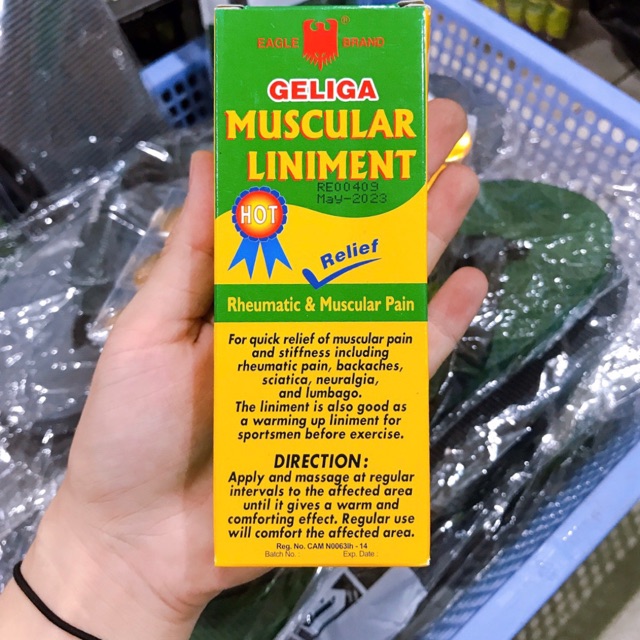 EAGLE BRAND ®
GELIGA
MUSCULAR
LINIMENT
RE00409
May-2023
HOT
Relief
Rheumatic & Muscular Pain
For quick relief of muscular pain
and stiffness including
rheumatic pain, backaches,
sciatica, neuralgia,
and lumbago.
The liniment is also good as
a warming up liniment for
sportsmen before exercise.
DIRECTION:
Apply and massage at regular
intervals to the affected area
until it gives a warm and
comforting effect. Regular use
will comfort the affected area.
Reg. No. CAM N0063Ih - 14
Batch No. Exp. Date.